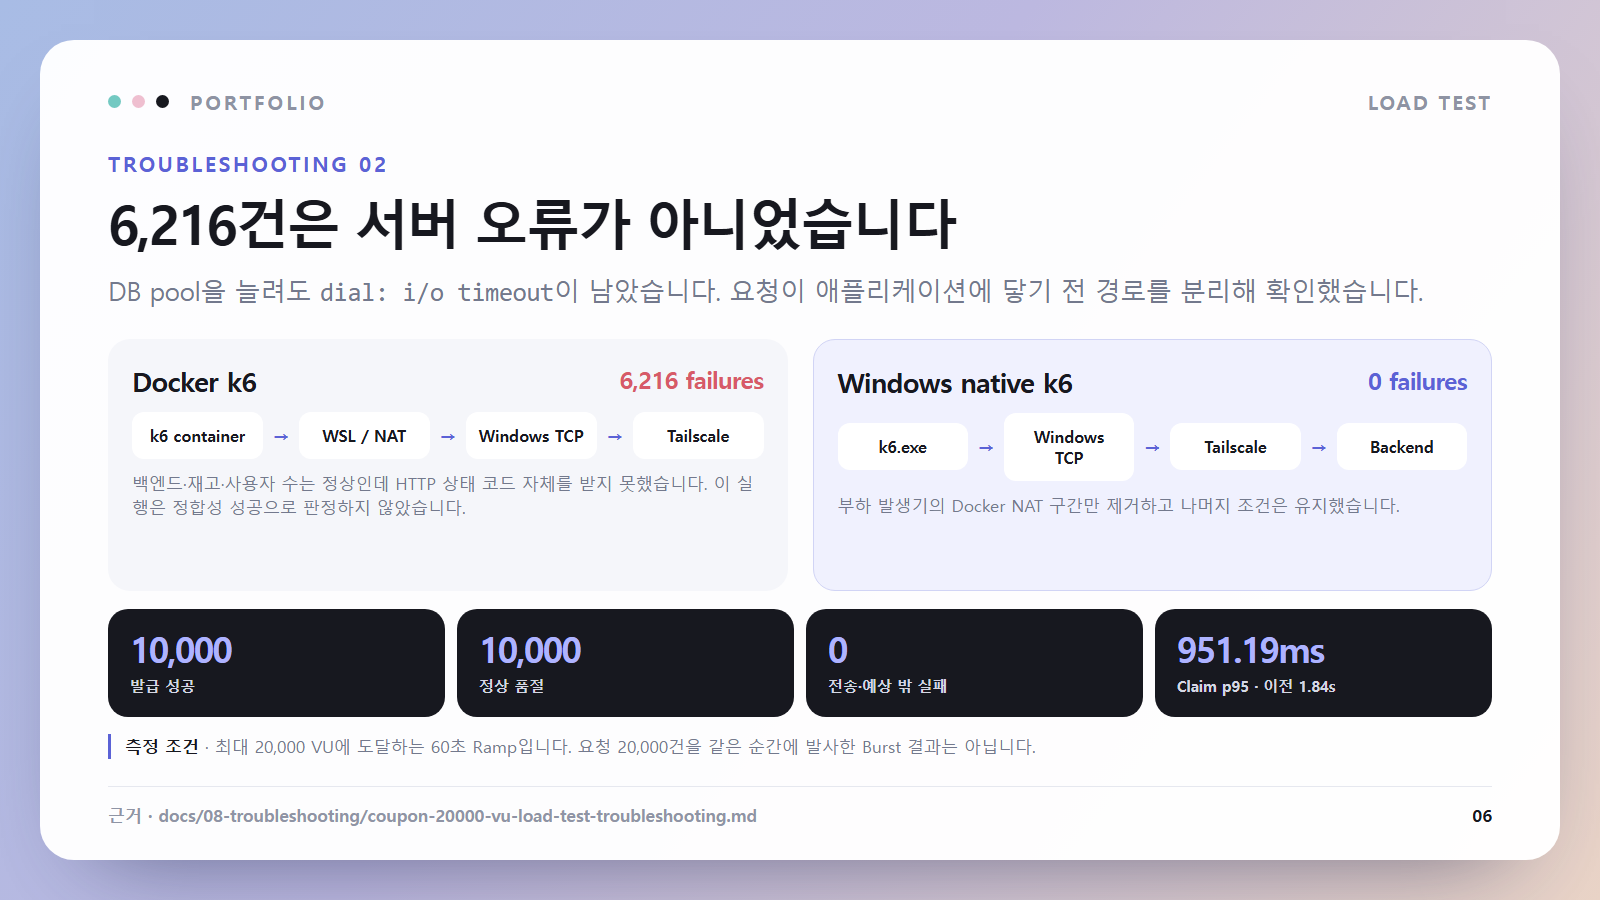 PORTFOLIO
LOAD TEST
TROUBLESHOOTING 02
6,216건은 서버 오류가 아니었습니다
DB pool을 늘려도 dial: i/o timeout이 남았습니다. 요청이 애플리케이션에 닿기 전 경로를 분리해 확인했습니다.
Docker k6
6,216 failures
k6 container → WSL / NAT → Windows TCP → Tailscale
백엔드·재고·사용자 수는 정상인데 HTTP 상태 코드 자체를 받지 못했습니다. 이 실
행은 정합성 성공으로 판정하지 않았습니다.
Windows native k6
0 failures
k6.exe → Windows
TCP → Tailscale → Backend
부하 발생기의 Docker NAT 구간만 제거하고 나머지 조건은 유지했습니다.
10,000
발급 성공
10,000
정상 품절
0
전송·예상 밖 실패
951.19ms
Claim p95 · 이전 1.84s
측정 조건 · 최대 20,000 VU에 도달하는 60초 Ramp입니다. 요청 20,000건을 같은 순간에 발사한 Burst 결과는 아닙니다.
근거 · docs/08-troubleshooting/coupon-20000-vu-load-test-troubleshooting.md
06